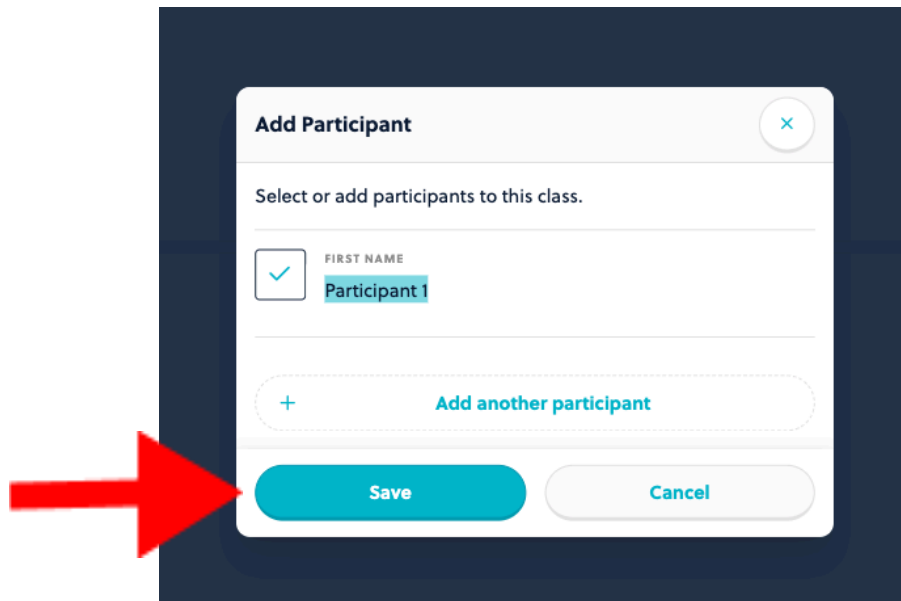 Add Participant
Select or add participants to this class.
FIRST NAME
Participant 1
Add another participant
Save
Cancel